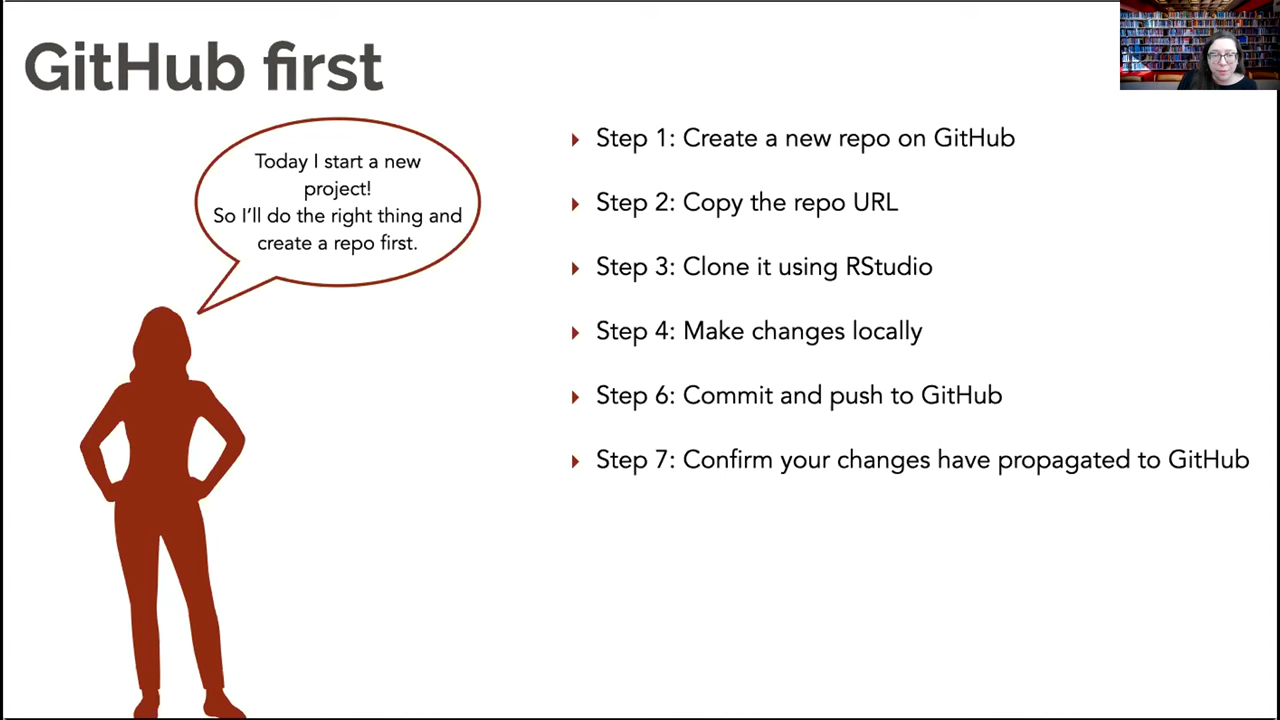 GitHub first
Today I start a new
project!
So I'll do the right thing and
create a repo first.
Step 1: Create a new repo on GitHub
Step 2: Copy the repo URL
Step 3: Clone it using RStudio
Step 4: Make changes locally
Step 6: Commit and push to GitHub
Step 7: Confirm your changes have propagated to GitHub